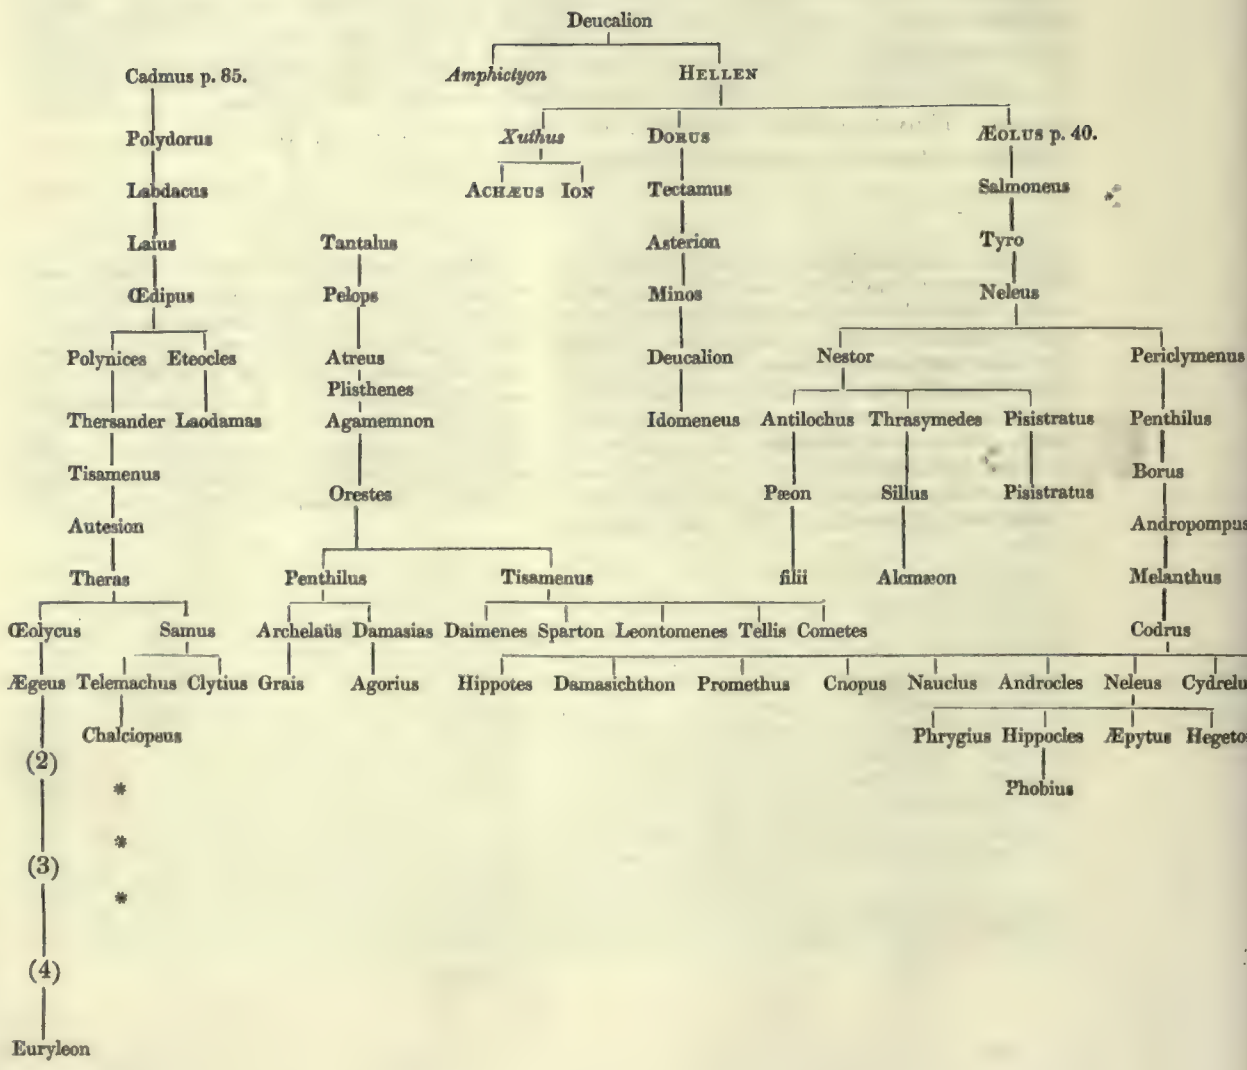 Deucalion
Cadmus p. 85. Amphictyon HELLEN
Polydorus Xuthus DORUS ÆOLUS p. 40.
Labdacus ACHÆUS ION Tectamus Salmoneus
Laius Tantalus Asterion Tyro
Œdipus Pelops Minos Neleus
Polynices Eteocles Atreus Deucalion Nestor Periclymenus
Plisthenes
Thersander Laodamas Agamemnon Idomeneus Antilochus Thrasymedes Pisistratus Penthilus
Tisamenus Borus
Orestes Pæon Sillus Pisistratus
Autesion Andropompus
Theras Penthilus Tisamenus filii Alcmæon Melanthus
Œolycus Samus Archelaüs Damasias Daimenes Sparton Leontomenes Tellis Cometes Codrus
Ægeus Telemachus Clytius Grais Agorius Hippotes Damasichthon Promethus Cnopus Nauclus Androcles Neleus Cydrelu
Chalciopeus Phrygius Hippocles Æpytus Hegeto
(2)
* Phobius
*
(3)
*
(4)
Euryleon